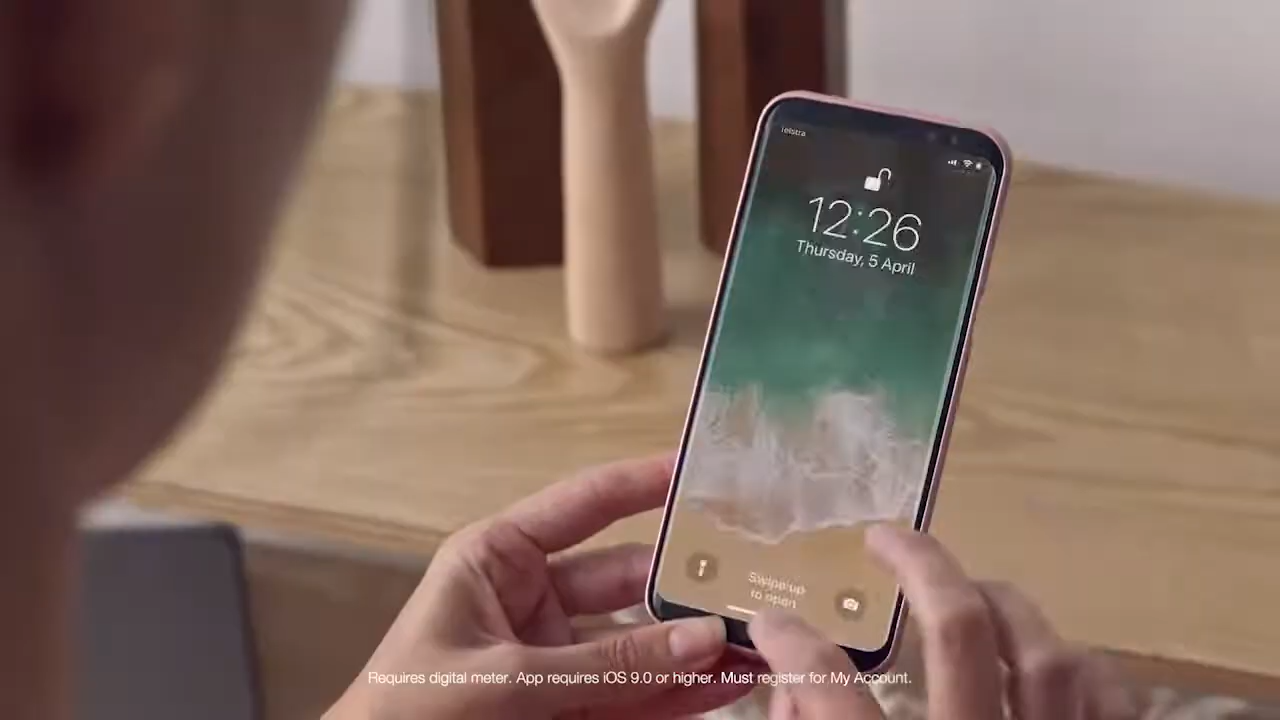 Telstra
12:26
Thursday, 5 April
Swipe up
to open
Requires digital meter. App requires iOS 9.0 or higher. Must register for My Account.